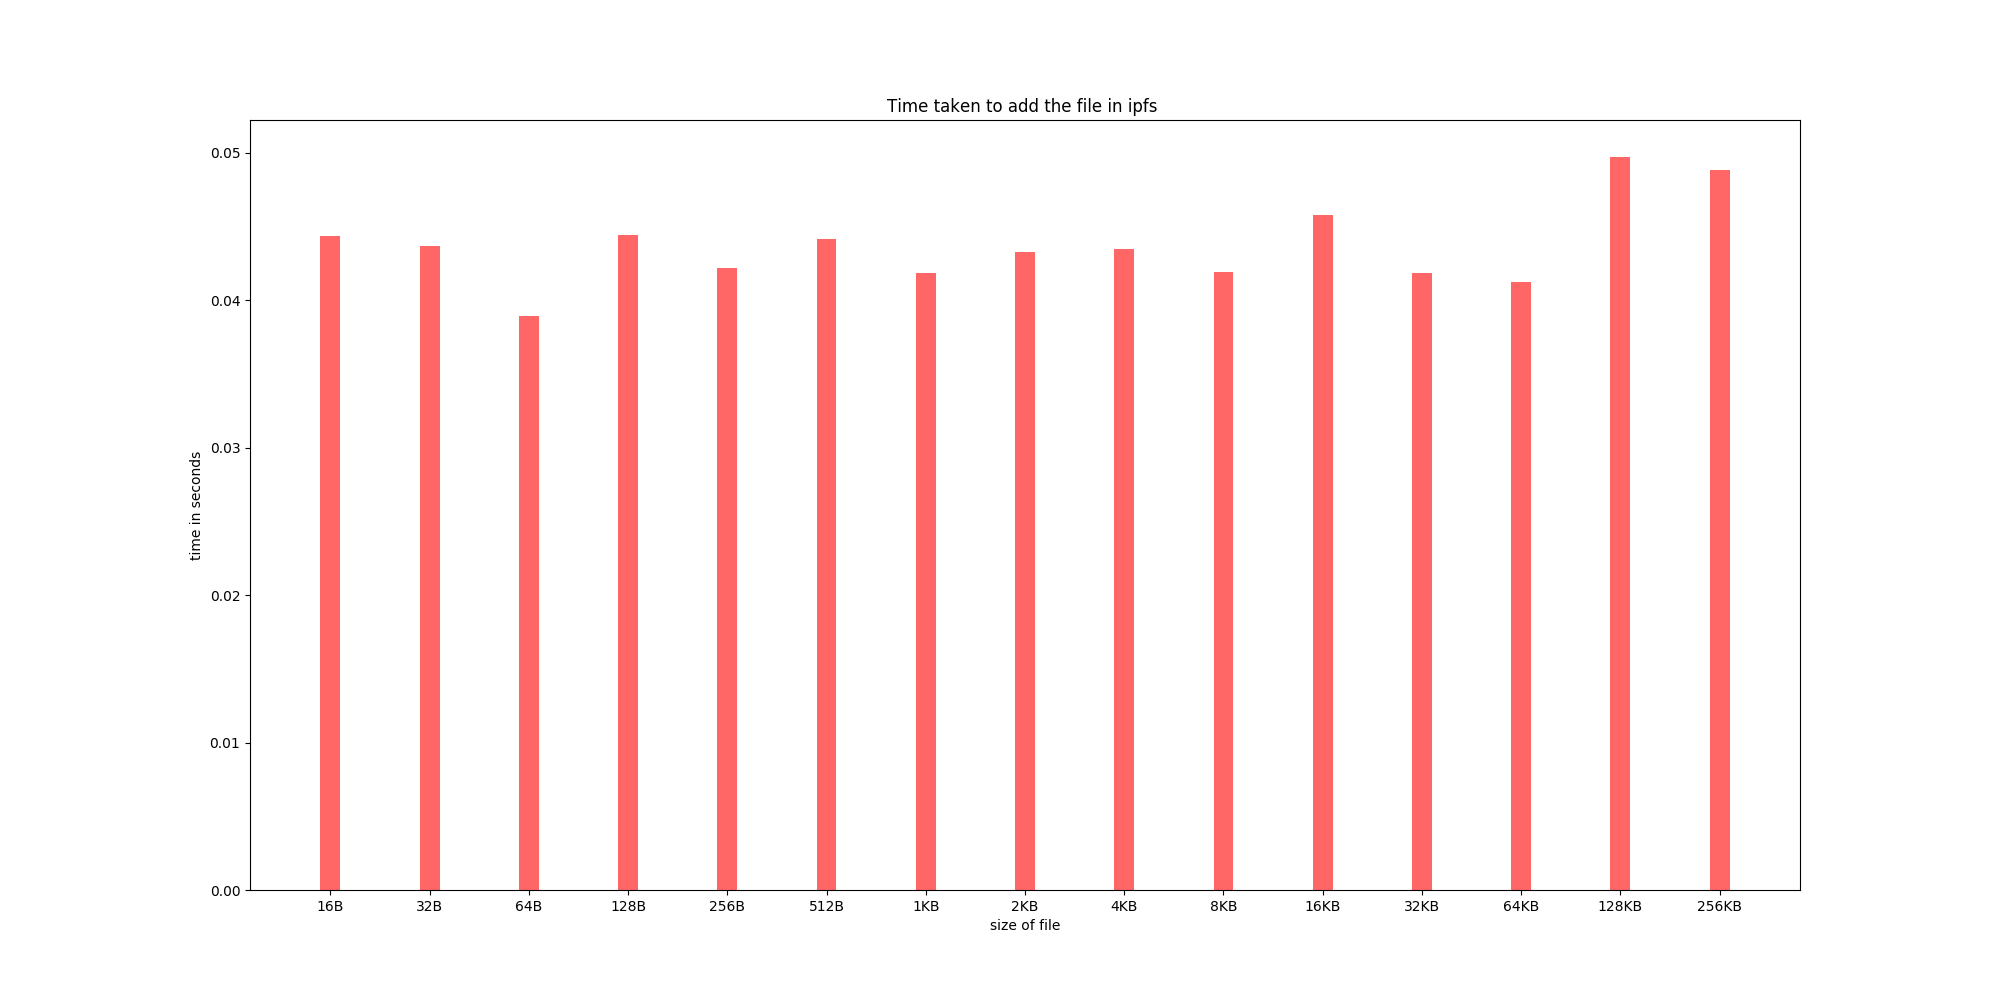 Time taken to add the file in ipfs
0.05
0.04
0.03
0.02
0.01
0.00
time in seconds
16B 32B 64B 128B 256B 512B 1KB 2KB 4KB 8KB 16KB 32KB 64KB 128KB 256KB
size of file